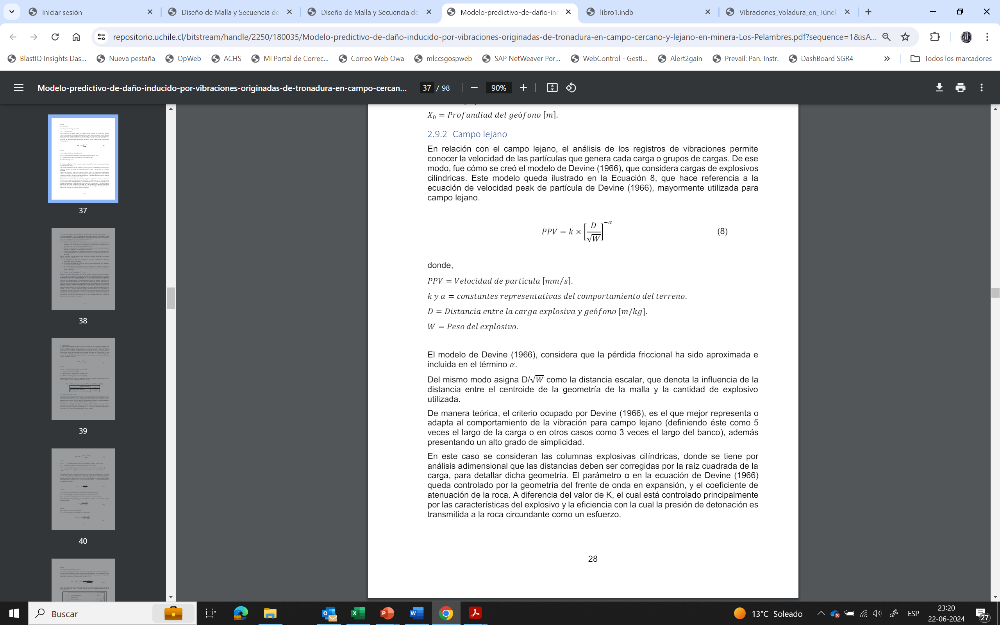 Iniciar sesión
Diseño de Malla y Secuencia de
Diseño de Malla y Secuencia de
Modelo-predictivo-de-daño-inc
libro1.indb
Vibraciones_Voladura_en_Túnel
repositorio.uchile.cl/bitstream/handle/2250/180035/Modelo-predictivo-de-daño-inducido-por-vibraciones-originadas-de-tronadura-en-campo-cercano-y-lejano-en-minera-Los-Pelambres.pdf?sequence=1&isA...
BlastIQ Insights Das...
Nueva pestaña
OpWeb
ACHS
Mi Portal de Correc...
Correo Web Owa
mlccsgospweb
SAP NetWeaver Por...
WebControl - Gesti...
Alert2gain
Prevail: Pan. Instr.
DashBoard SGR4
»
Todos los marcadores
Modelo-predictivo-de-daño-inducido-por-vibraciones-originadas-de-tronadura-en-campo-cercan...
37 / 98
90%
37
38
39
40
X₀ = Profundiad del geófono [m].
2.9.2 Campo lejano
En relación con el campo lejano, el análisis de los registros de vibraciones permite
conocer la velocidad de las partículas que genera cada carga o grupos de cargas. De ese
modo, fue cómo se creó el modelo de Devine (1966), que considera cargas de explosivos
cilíndricas. Este modelo queda ilustrado en la Ecuación 8, que hace referencia a la
ecuación de velocidad peak de partícula de Devine (1966), mayormente utilizada para
campo lejano.
PPV = k × [D/√W]^−α (8)
donde,
PPV = Velocidad de partícula [mm/s].
k y α = constantes representativas del comportamiento del terreno.
D = Distancia entre la carga explosiva y geófono [m/kg].
W = Peso del explosivo.
El modelo de Devine (1966), considera que la pérdida friccional ha sido aproximada e
incluida en el término α.
Del mismo modo asigna D/√W como la distancia escalar, que denota la influencia de la
distancia entre el centroide de la geometría de la malla y la cantidad de explosivo
utilizada.
De manera teórica, el criterio ocupado por Devine (1966), es el que mejor representa o
adapta al comportamiento de la vibración para campo lejano (definiendo éste como 5
veces el largo de la carga o en otros casos como 3 veces el largo del banco), además
presentando un alto grado de simplicidad.
En este caso se consideran las columnas explosivas cilíndricas, donde se tiene por
análisis adimensional que las distancias deben ser corregidas por la raíz cuadrada de la
carga, para detallar dicha geometría. El parámetro α en la ecuación de Devine (1966)
queda controlado por la geometría del frente de onda en expansión, y el coeficiente de
atenuación de la roca. A diferencia del valor de K, el cual está controlado principalmente
por las características del explosivo y la eficiencia con la cual la presión de detonación es
transmitida a la roca circundante como un esfuerzo.
28
Buscar
13°C Soleado
ESP
23:20
22-06-2024
27